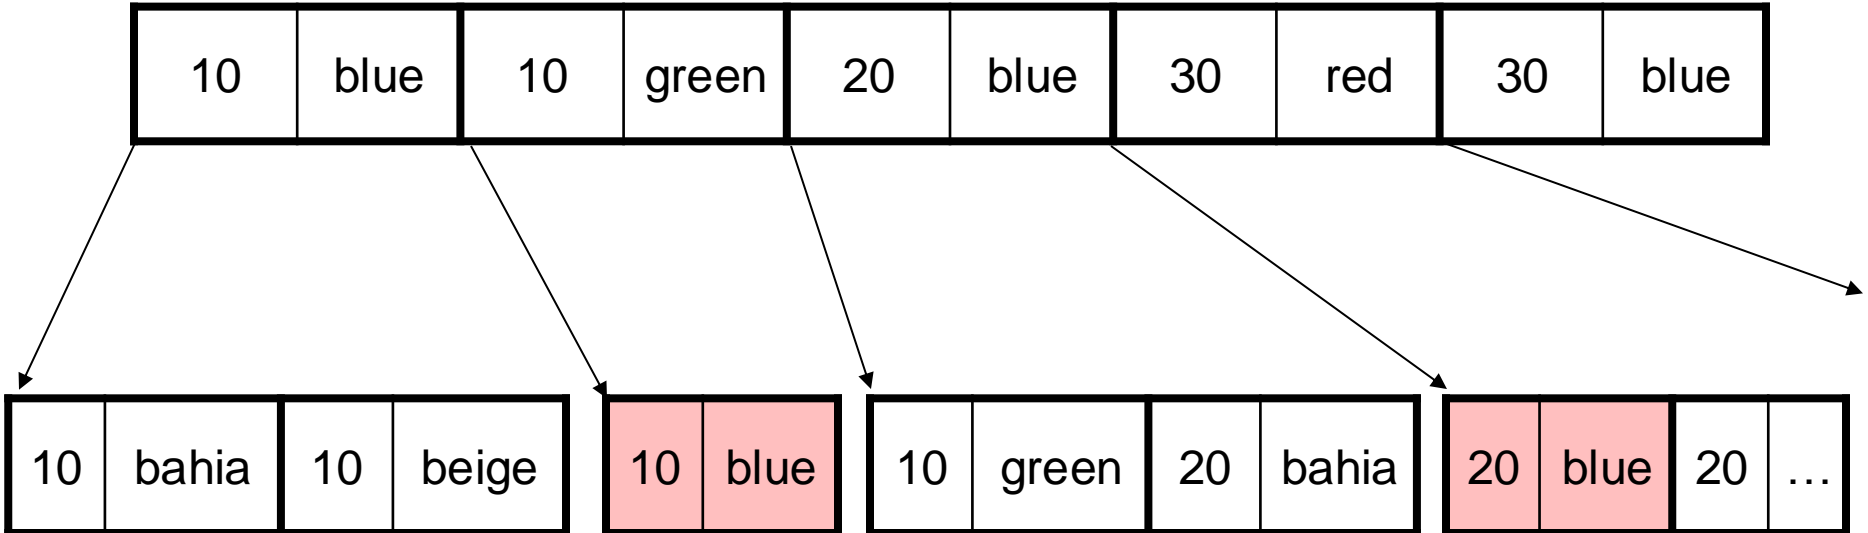 10 blue 10 green 20 blue 30 red 30 blue
10 bahia 10 beige 10 blue 10 green 20 bahia 20 blue 20 …